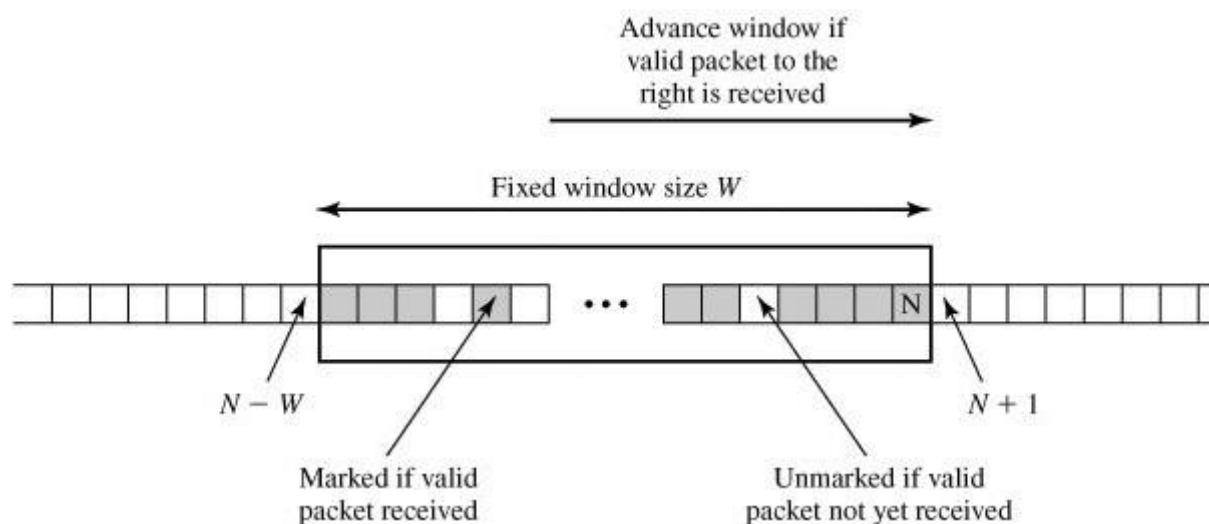 Advance window if
valid packet to the
right is received
Fixed window size W
•••
N
N − W
N + 1
Marked if valid
packet received
Unmarked if valid
packet not yet received